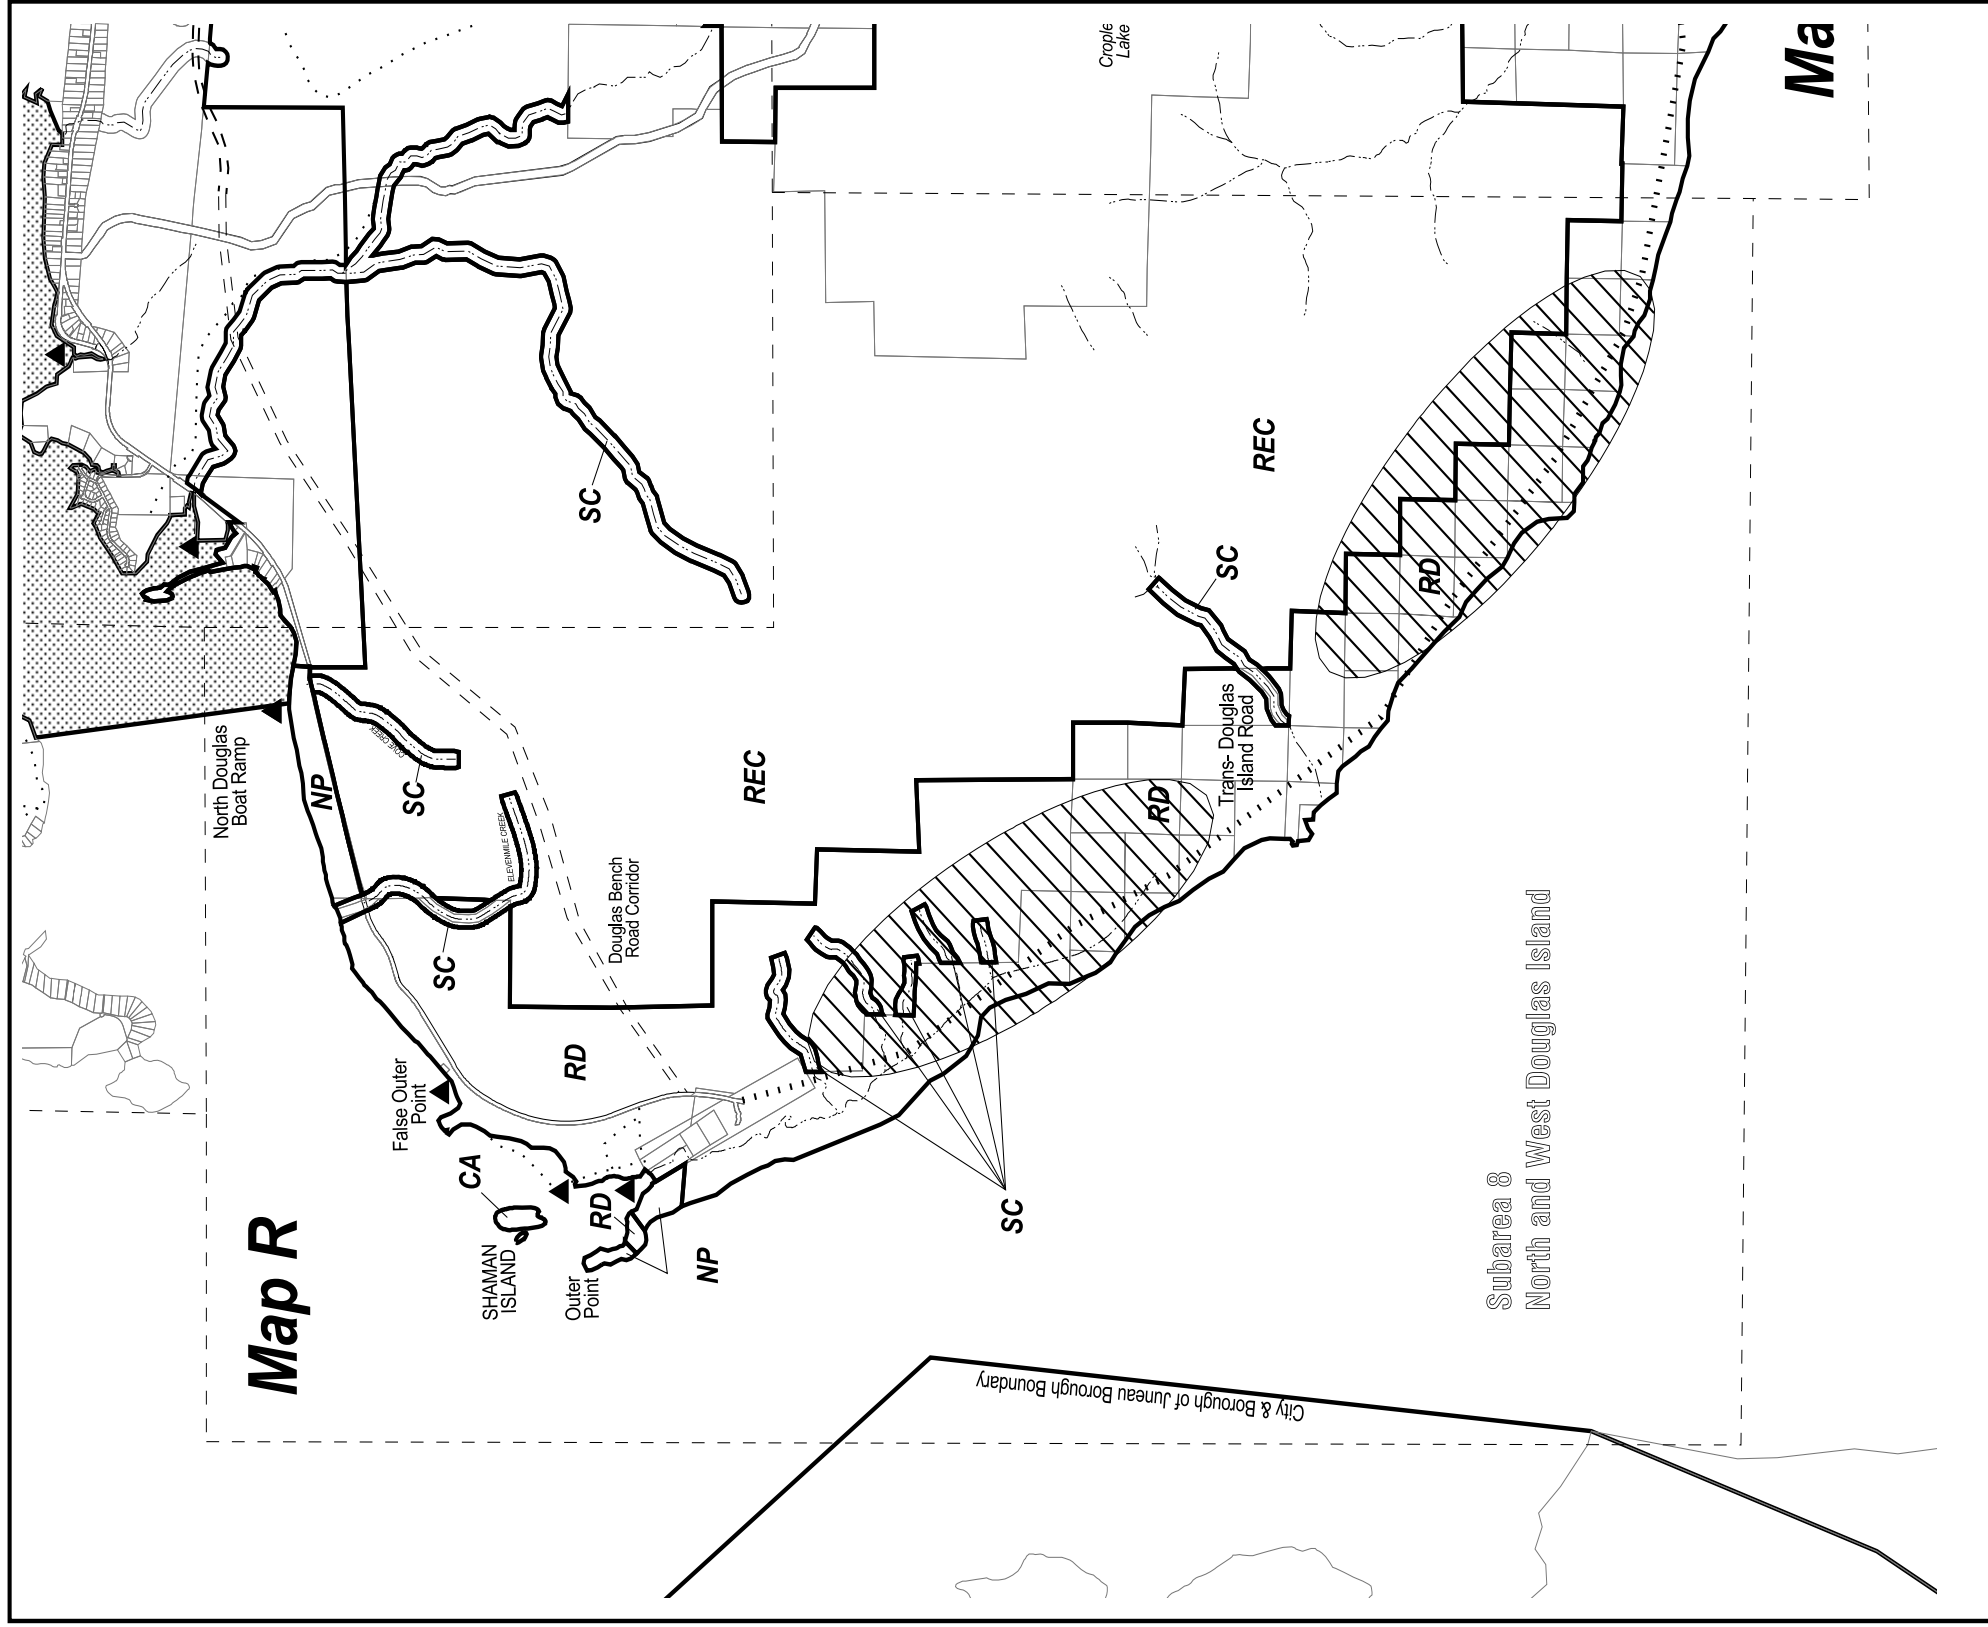 Map R
Ma
Crople
Lake
REC
SC
SC
RD
Trans- Douglas
Island Road
North Douglas
Boat Ramp
NP
COVE CREEK
SC
REC
RD
ELEVENMILE CREEK
Douglas Bench
Road Corridor
SC
RD
False Outer
Point
CA
RD
SHAMAN
ISLAND
Outer
Point
NP
SC
Subarea 8
North and West Douglas Island
City & Borough of Juneau Borough Boundary